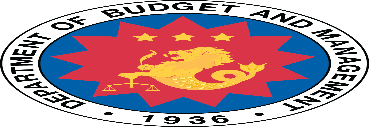 DEPARTMENT OF BUDGET AND MANAGEMENT
• 1936 •